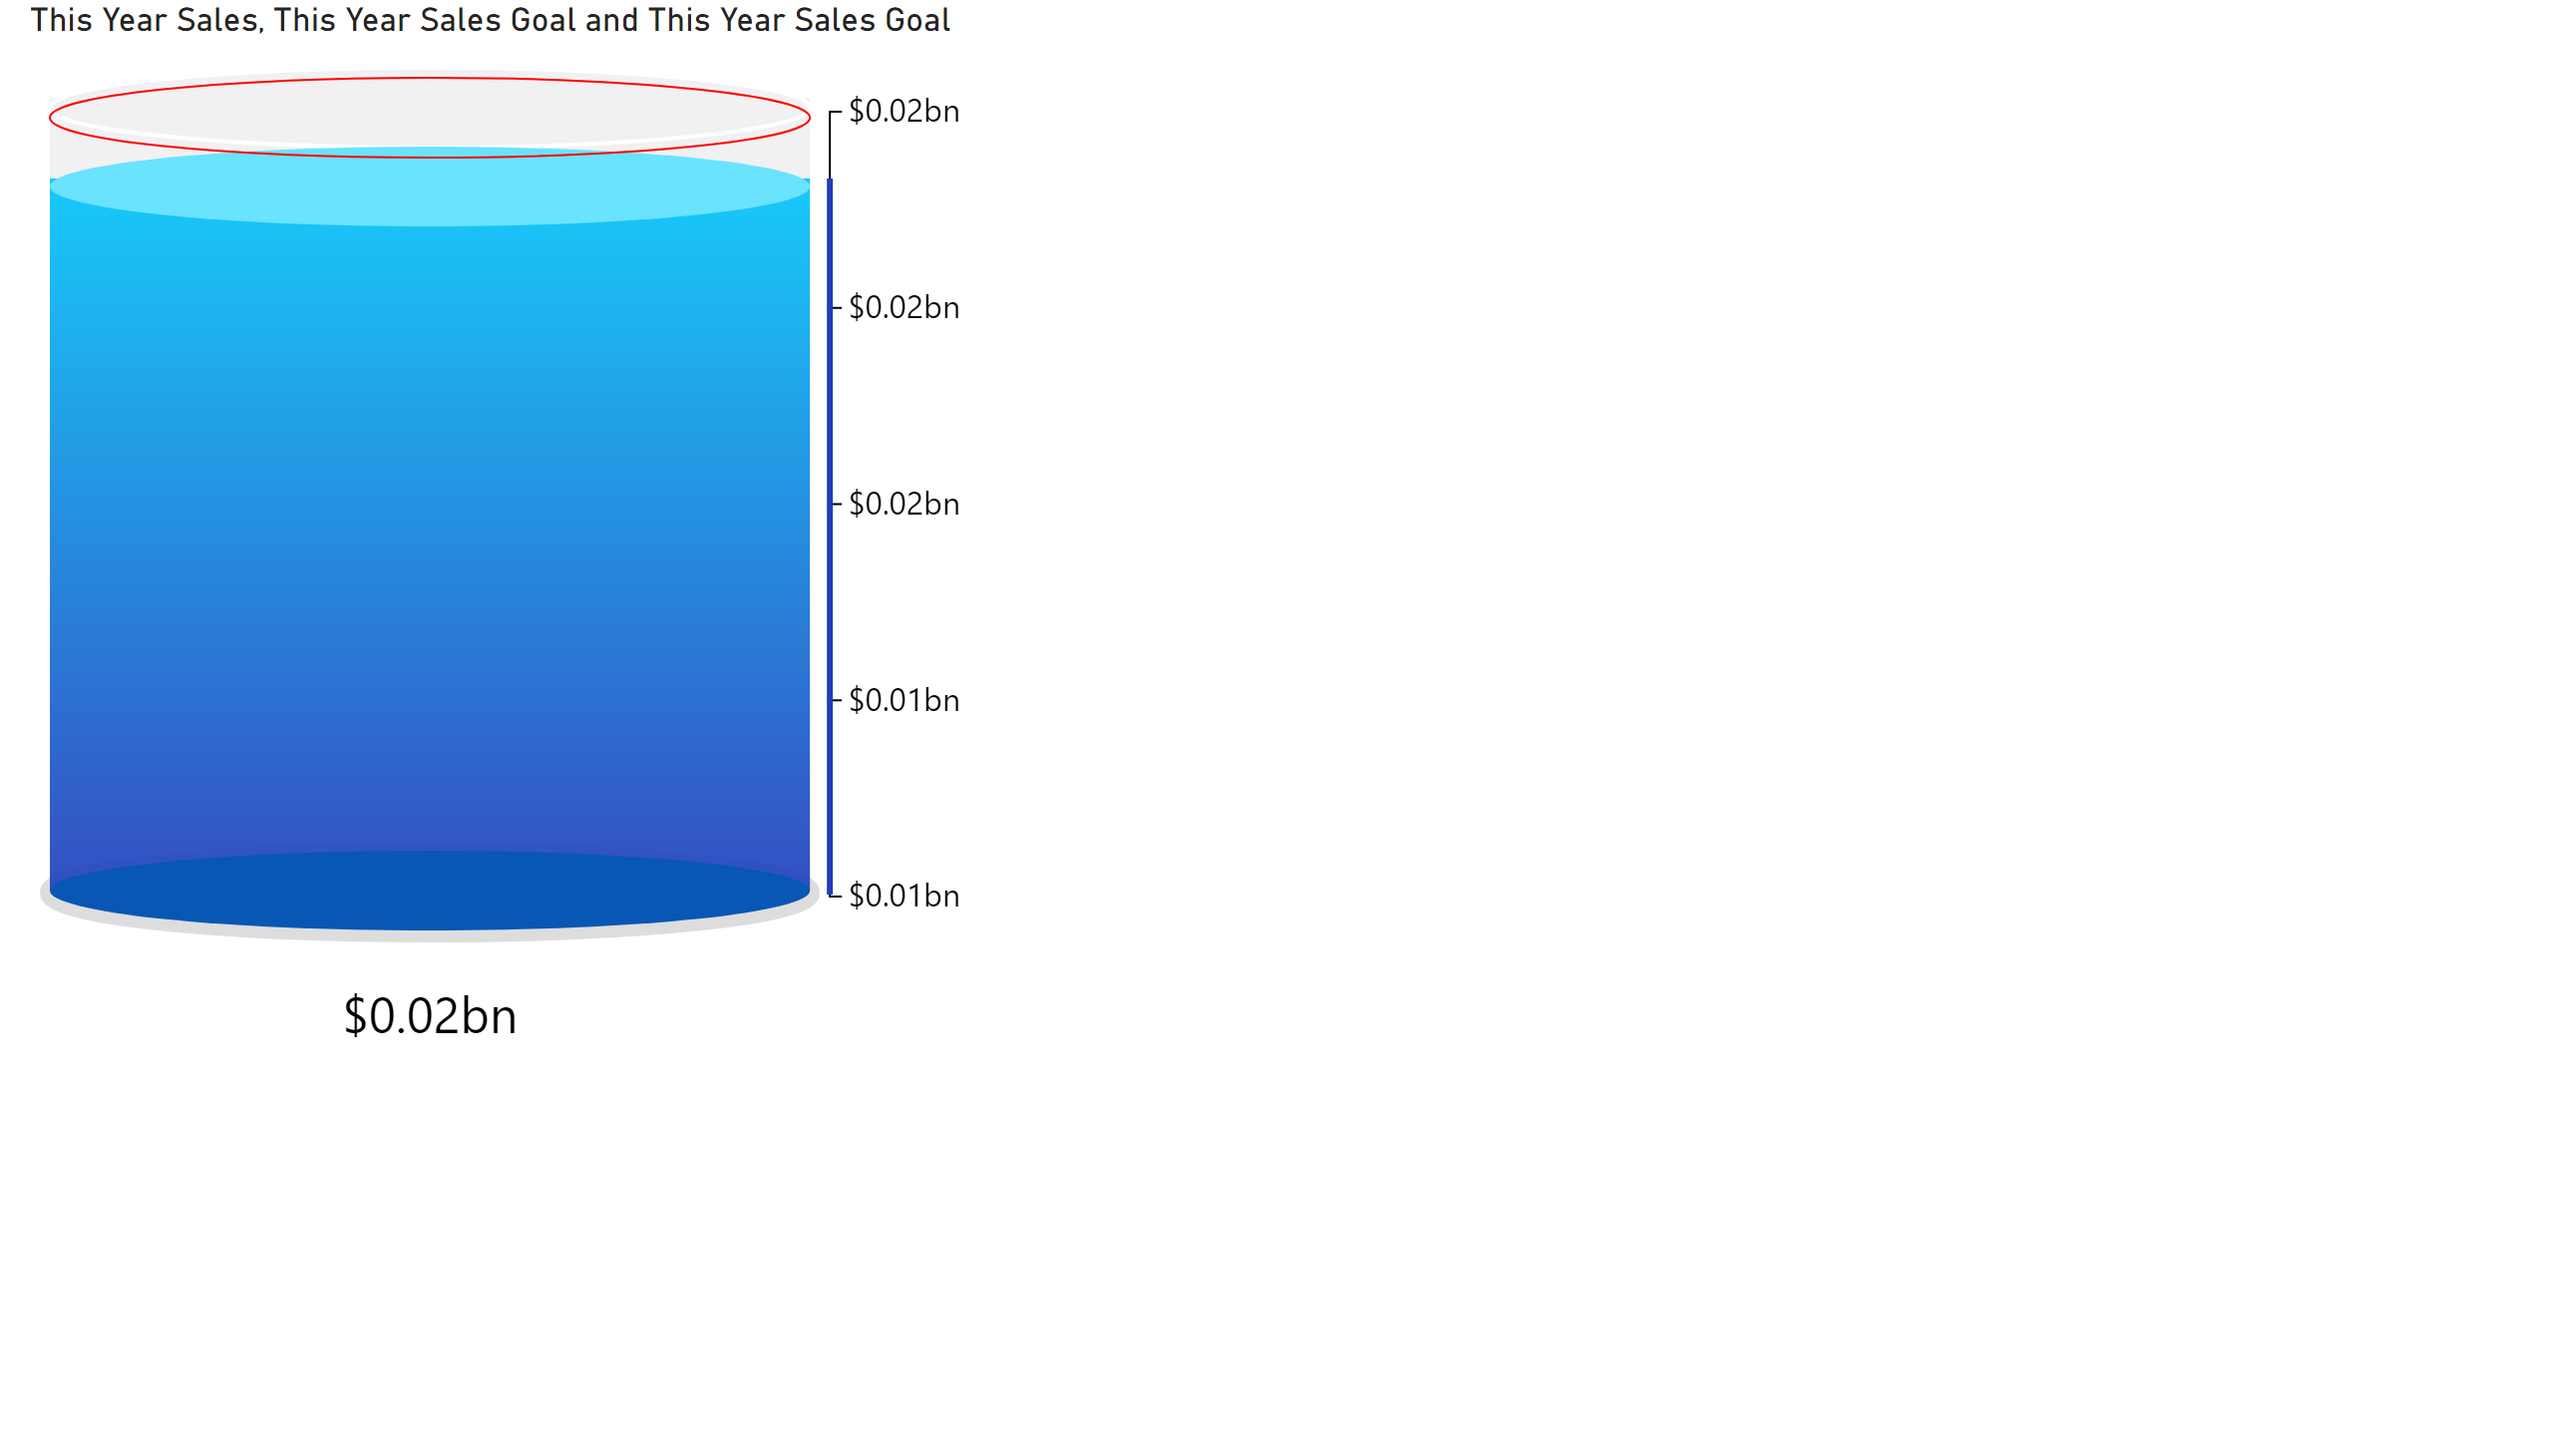 This Year Sales, This Year Sales Goal and This Year Sales Goal
$0.02bn
$0.02bn
$0.02bn
$0.01bn
$0.01bn
$0.02bn